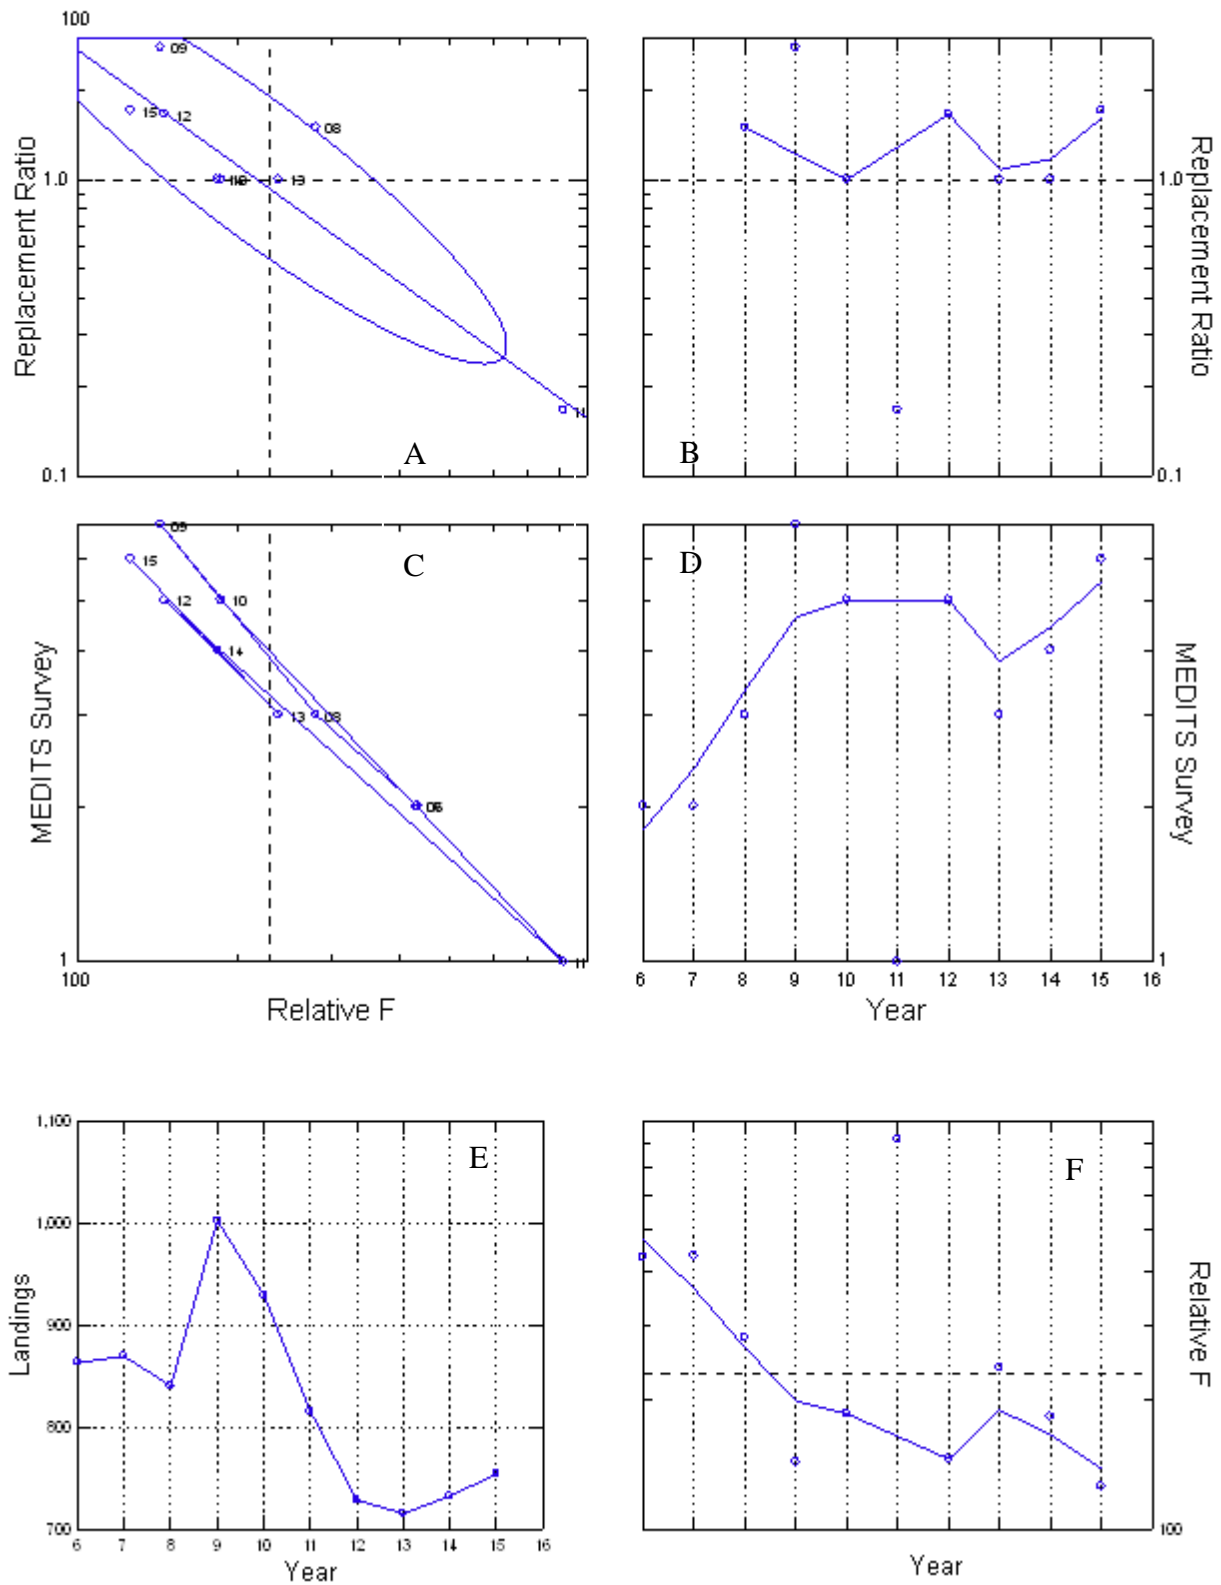 100
09
15
12
08
13
1.0
11
Replacement Ratio
A
0.1
1.0
Replacement Ratio
B
0.1
09
15
12
10
14
13
08
06
11
MEDITS Survey
C
1
100
Relative F
D
MEDITS Survey
1
6 7 8 9 10 11 12 13 14 15 16
Year
1,100
1,000
900
800
700
Landings
E
6 7 8 9 10 11 12 13 14 15 16
Year
F
Relative F
100
Year